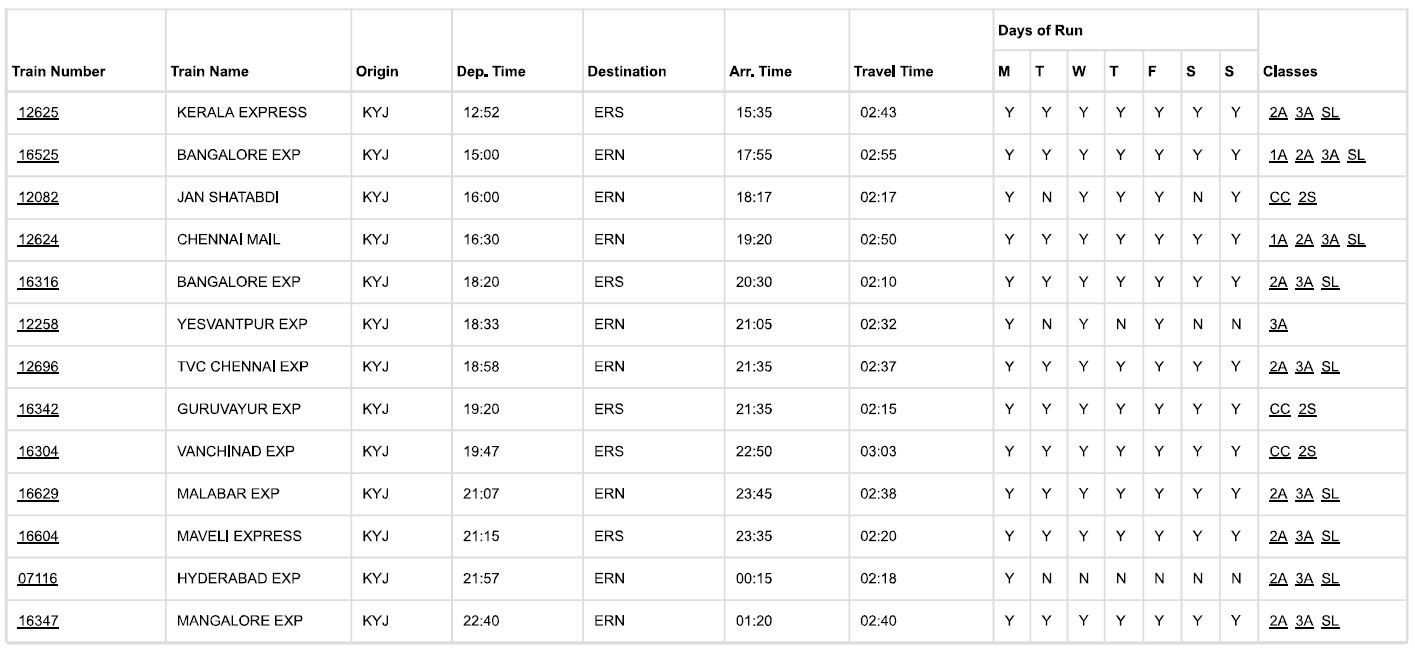 Days of Run
Train Number Train Name Origin Dep. Time Destination Arr. Time Travel Time M T W T F S S Classes
12625 KERALA EXPRESS KYJ 12:52 ERS 15:35 02:43 Y Y Y Y Y Y Y 2A 3A SL
16525 BANGALORE EXP KYJ 15:00 ERN 17:55 02:55 Y Y Y Y Y Y Y 1A 2A 3A SL
12082 JAN SHATABDI KYJ 16:00 ERN 18:17 02:17 Y N Y Y Y N Y CC 2S
12624 CHENNAI MAIL KYJ 16:30 ERN 19:20 02:50 Y Y Y Y Y Y Y 1A 2A 3A SL
16316 BANGALORE EXP KYJ 18:20 ERS 20:30 02:10 Y Y Y Y Y Y Y 2A 3A SL
12258 YESVANTPUR EXP KYJ 18:33 ERN 21:05 02:32 Y N Y N Y N N 3A
12696 TVC CHENNAI EXP KYJ 18:58 ERN 21:35 02:37 Y Y Y Y Y Y Y 2A 3A SL
16342 GURUVAYUR EXP KYJ 19:20 ERS 21:35 02:15 Y Y Y Y Y Y Y CC 2S
16304 VANCHINAD EXP KYJ 19:47 ERS 22:50 03:03 Y Y Y Y Y Y Y CC 2S
16629 MALABAR EXP KYJ 21:07 ERN 23:45 02:38 Y Y Y Y Y Y Y 2A 3A SL
16604 MAVELI EXPRESS KYJ 21:15 ERS 23:35 02:20 Y Y Y Y Y Y Y 2A 3A SL
07116 HYDERABAD EXP KYJ 21:57 ERN 00:15 02:18 Y N N N N N N 2A 3A SL
16347 MANGALORE EXP KYJ 22:40 ERN 01:20 02:40 Y Y Y Y Y Y Y 2A 3A SL